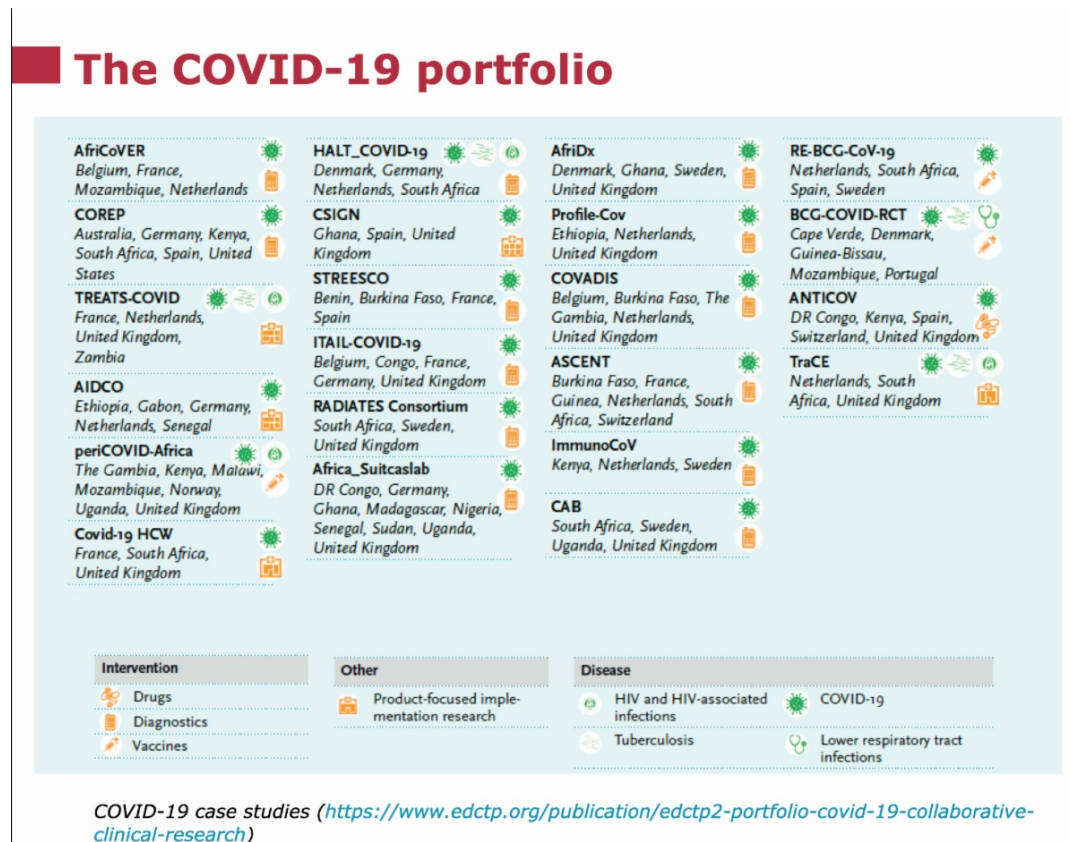 The COVID-19 portfolio
AfriCoVER
Belgium, France,
Mozambique, Netherlands
COREP
Australia, Germany, Kenya,
South Africa, Spain, United
States
TREATS-COVID
France, Netherlands,
United Kingdom,
Zambia
AIDCO
Ethiopia, Gabon, Germany,
Netherlands, Senegal
periCOVID-Africa
The Gambia, Kenya, Malawi,
Mozambique, Norway,
Uganda, United Kingdom
Covid-19 HCW
France, South Africa,
United Kingdom
HALT_COVID-19
Denmark, Germany,
Netherlands, South Africa
CSIGN
Ghana, Spain, United
Kingdom
STREESCO
Benin, Burkina Faso, France,
Spain
ITAIL-COVID-19
Belgium, Congo, France,
Germany, United Kingdom
RADIATES Consortium
South Africa, Sweden,
United Kingdom
Africa_Suitcaslab
DR Congo, Germany,
Ghana, Madagascar, Nigeria,
Senegal, Sudan, Uganda,
United Kingdom
AfriDx
Denmark, Ghana, Sweden,
United Kingdom
Profile-Cov
Ethiopia, Netherlands,
United Kingdom
COVADIS
Belgium, Burkina Faso, The
Gambia, Netherlands,
United Kingdom
ASCENT
Burkina Faso, France,
Guinea, Netherlands, South
Africa, Switzerland
ImmunoCoV
Kenya, Netherlands, Sweden
CAB
South Africa, Sweden,
Uganda, United Kingdom
RE-BCG-CoV-19
Netherlands, South Africa,
Spain, Sweden
BCG-COVID-RCT
Cape Verde, Denmark,
Guinea-Bissau,
Mozambique, Portugal
ANTICOV
DR Congo, Kenya, Spain,
Switzerland, United Kingdom
TraCE
Netherlands, South
Africa, United Kingdom
Intervention
Drugs
Diagnostics
Vaccines
Other
Product-focused imple-
mentation research
Disease
HIV and HIV-associated
infections
Tuberculosis
COVID-19
Lower respiratory tract
infections
COVID-19 case studies (https://www.edctp.org/publication/edctp2-portfolio-covid-19-collaborative-
clinical-research)